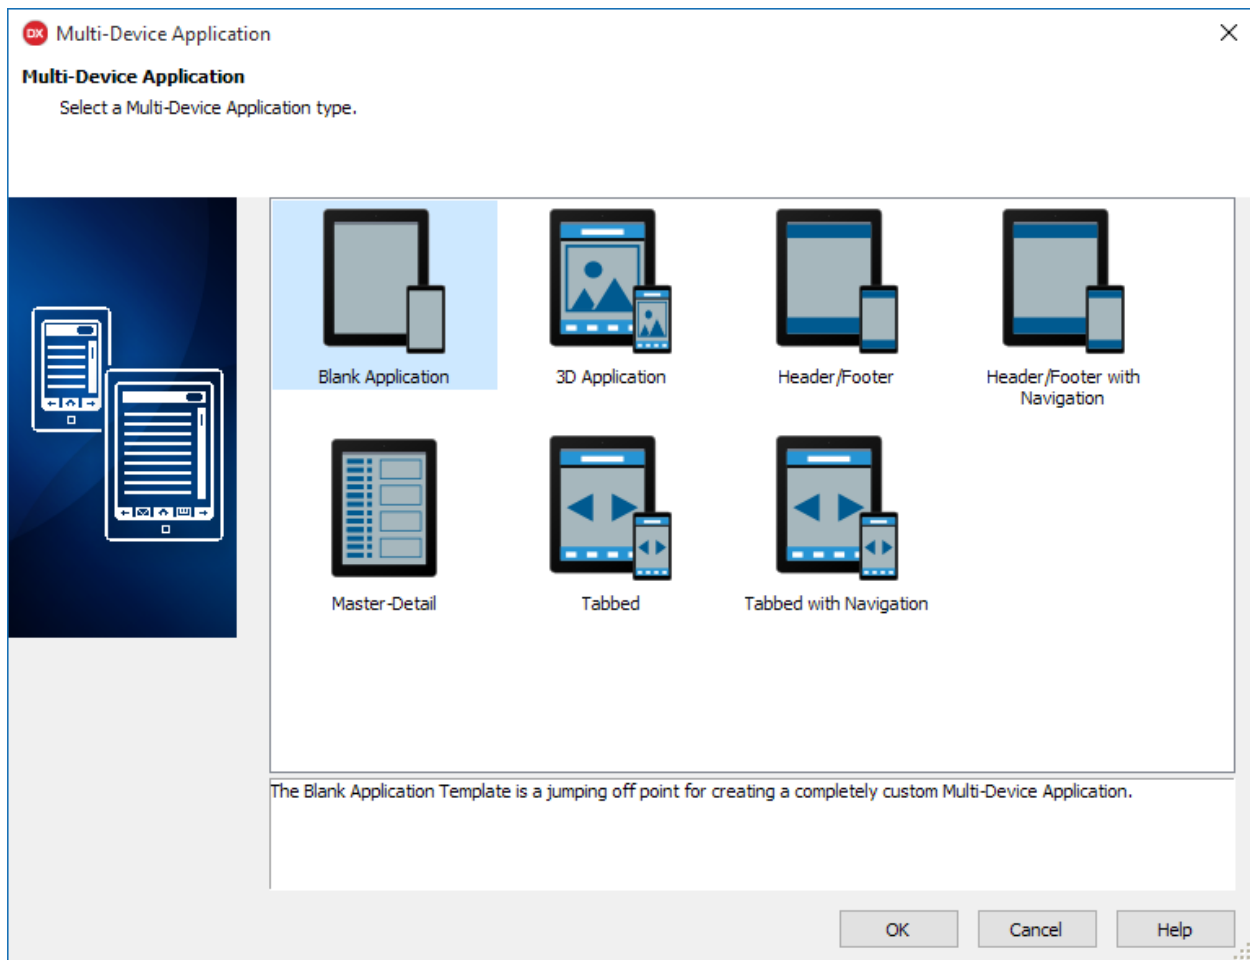 DX Multi-Device Application
Multi-Device Application
Select a Multi-Device Application type.
Blank Application
3D Application
Header/Footer
Header/Footer with
Navigation
Master-Detail
Tabbed
Tabbed with Navigation
The Blank Application Template is a jumping off point for creating a completely custom Multi-Device Application.
OK
Cancel
Help